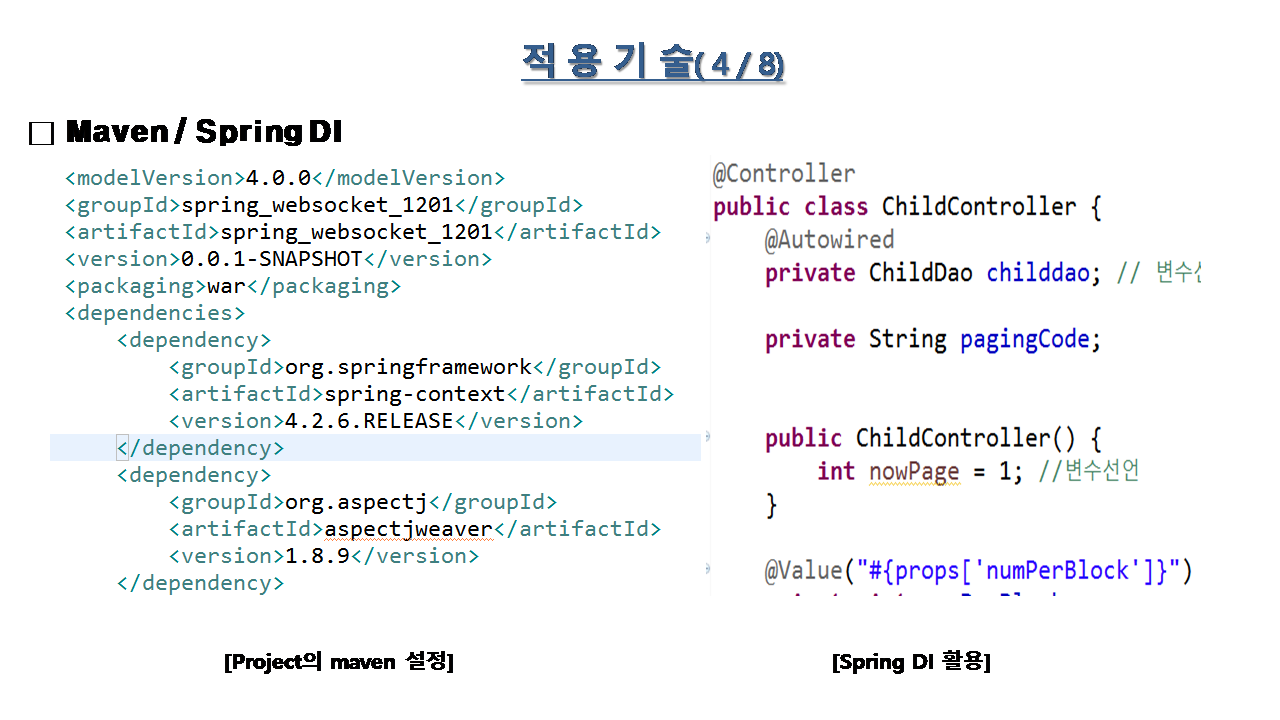 적 용 기 술( 4 / 8)
□ Maven / Spring DI
<modelVersion>4.0.0</modelVersion>
<groupId>spring_websocket_1201</groupId>
<artifactId>spring_websocket_1201</artifactId>
<version>0.0.1-SNAPSHOT</version>
<packaging>war</packaging>
<dependencies>
    <dependency>
        <groupId>org.springframework</groupId>
        <artifactId>spring-context</artifactId>
        <version>4.2.6.RELEASE</version>
    </dependency>
    <dependency>
        <groupId>org.aspectj</groupId>
        <artifactId>aspectjweaver</artifactId>
        <version>1.8.9</version>
    </dependency>
[Project의 maven 설정]
@Controller
public class ChildController {
    @Autowired
    private ChildDao childdao; // 변수선
    private String pagingCode;
    public ChildController() {
        int nowPage = 1; //변수선언
    }
    @Value("#{props['numPerBlock']}")
[Spring DI 활용]